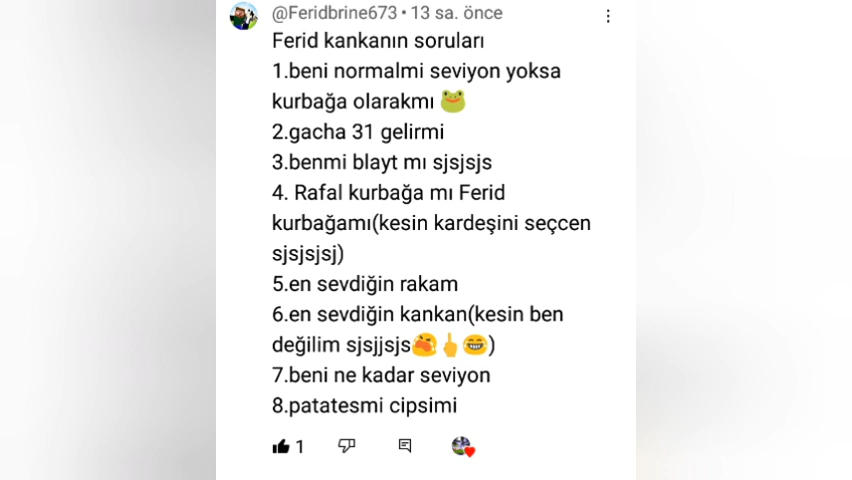 @Feridbrine673 • 13 sa. önce
Ferid kankanın soruları
1.beni normalmi seviyon yoksa
kurbağa olarakmı 🐸
2.gacha 31 gelirmi
3.benmi blayt mı sjsjsjs
4. Rafal kurbağa mı Ferid
kurbağamı(kesin kardeşini seçcen
sjsjsjsj)
5.en sevdiğin rakam
6.en sevdiğin kankan(kesin ben
değilim sjsjjsjs😭🖕😂)
7.beni ne kadar seviyon
8.patatesmi cipsimi
1